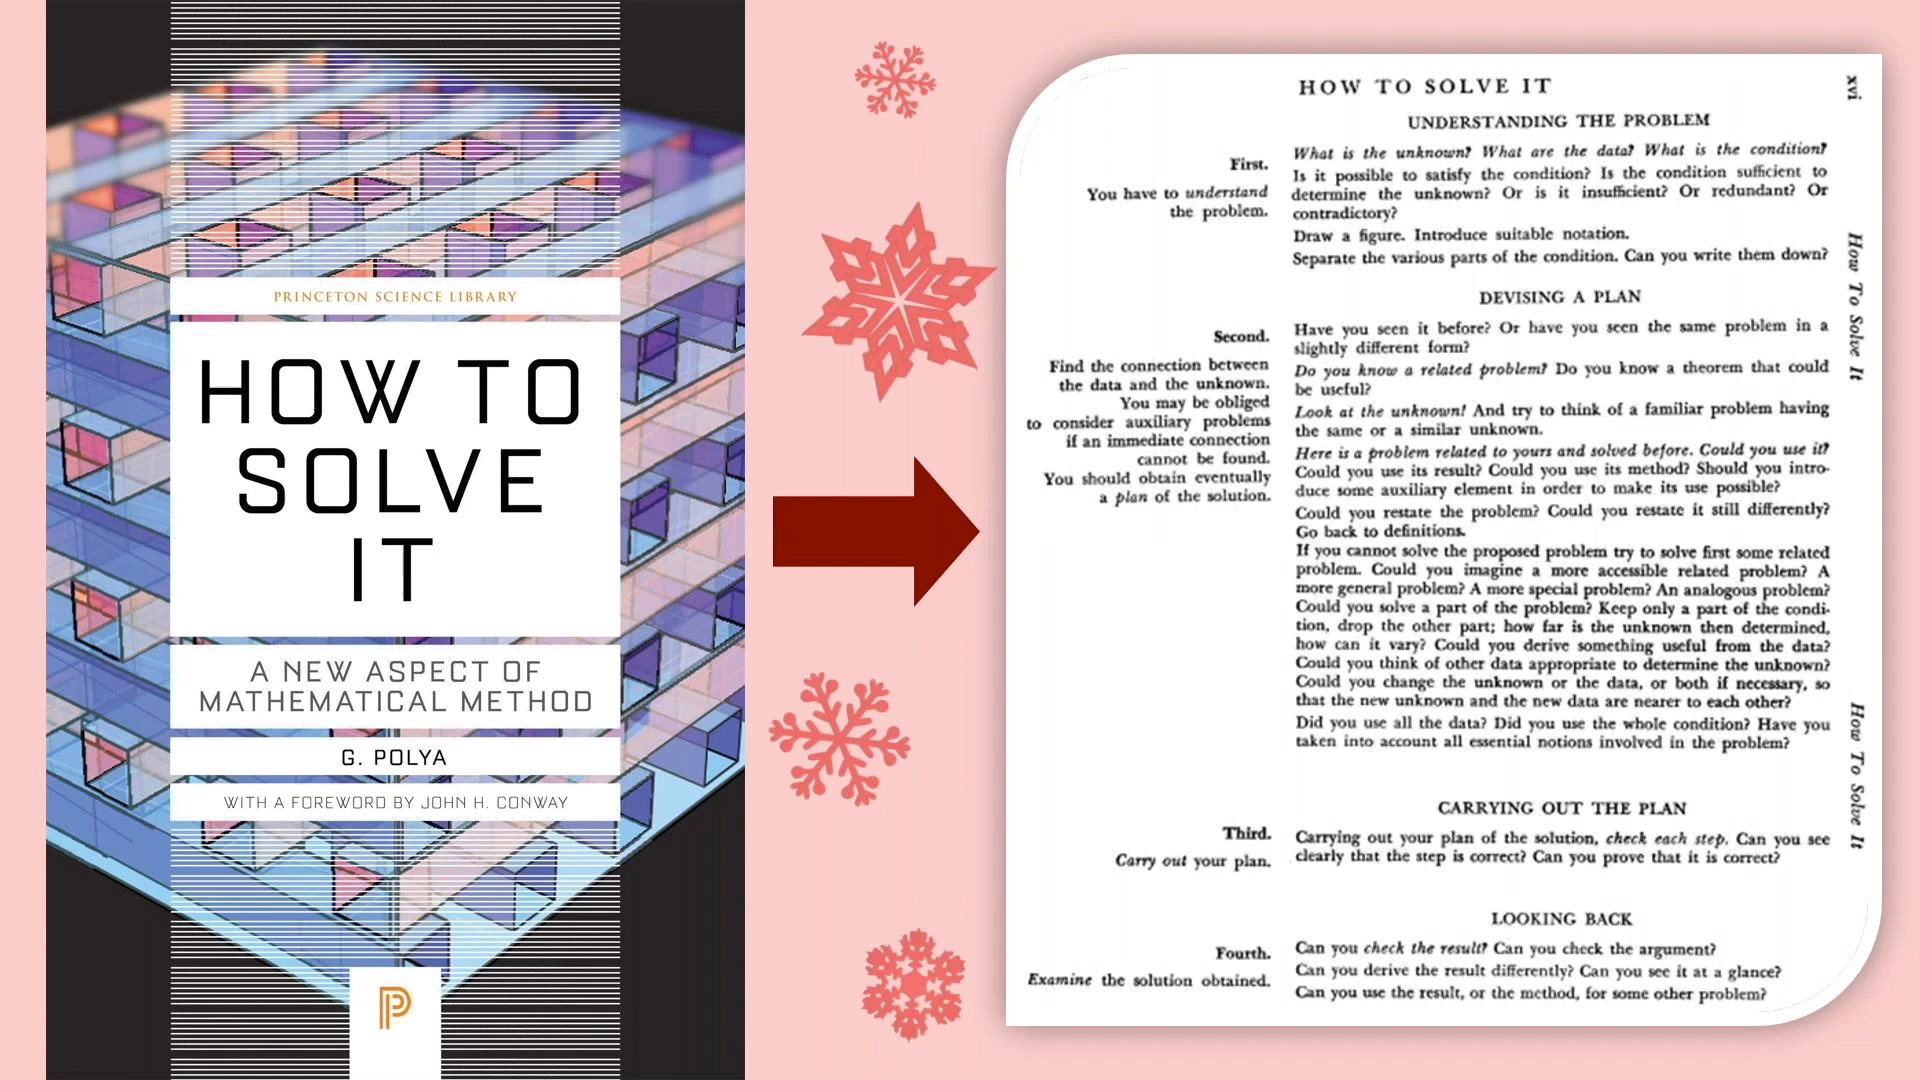 PRINCETON SCIENCE LIBRARY
HOW TO
SOLVE
IT
A NEW ASPECT OF
MATHEMATICAL METHOD
G. POLYA
WITH A FOREWORD BY JOHN H. CONWAY
P
HOW TO SOLVE IT
UNDERSTANDING THE PROBLEM
First.
You have to understand
the problem.
What is the unknown? What are the data? What is the condition?
Is it possible to satisfy the condition? Is the condition sufficient to
determine the unknown? Or is it insufficient? Or redundant? Or
contradictory?
Draw a figure. Introduce suitable notation.
Separate the various parts of the condition. Can you write them down?
DEVISING A PLAN
Second.
Find the connection between
the data and the unknown.
You may be obliged
to consider auxiliary problems
if an immediate connection
cannot be found.
You should obtain eventually
a plan of the solution.
Have you seen it before? Or have you seen the same problem in a
slightly different form?
Do you know a related problem? Do you know a theorem that could
be useful?
Look at the unknown! And try to think of a familiar problem having
the same or a similar unknown.
Here is a problem related to yours and solved before. Could you use it?
Could you use its result? Could you use its method? Should you intro-
duce some auxiliary element in order to make its use possible?
Could you restate the problem? Could you restate it still differently?
Go back to definitions.
If you cannot solve the proposed problem try to solve first some related
problem. Could you imagine a more accessible related problem? A
more general problem? A more special problem? An analogous problem?
Could you solve a part of the problem? Keep only a part of the condi-
tion, drop the other part; how far is the unknown then determined,
how can it vary? Could you derive something useful from the data?
Could you think of other data appropriate to determine the unknown?
Could you change the unknown or the data, or both if necessary, so
that the new unknown and the new data are nearer to each other?
Did you use all the data? Did you use the whole condition? Have you
taken into account all essential notions involved in the problem?
CARRYING OUT THE PLAN
Third.
Carry out your plan.
Carrying out your plan of the solution, check each step. Can you see
clearly that the step is correct? Can you prove that it is correct?
LOOKING BACK
Fourth.
Examine the solution obtained.
Can you check the result? Can you check the argument?
Can you derive the result differently? Can you see it at a glance?
Can you use the result, or the method, for some other problem?
xvi
How To Solve It
How To Solve It